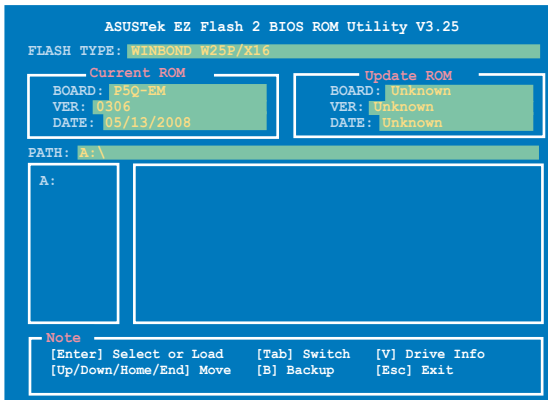 ASUSTek EZ Flash 2 BIOS ROM Utility V3.25
FLASH TYPE: WINBOND W25P/X16
Current ROM
BOARD: P5Q-EM
VER: 0306
DATE: 05/13/2008
Update ROM
BOARD: Unknown
VER: Unknown
DATE: Unknown
PATH: A:\
A:
Note
[Enter] Select or Load [Tab] Switch [V] Drive Info
[Up/Down/Home/End] Move [B] Backup [Esc] Exit